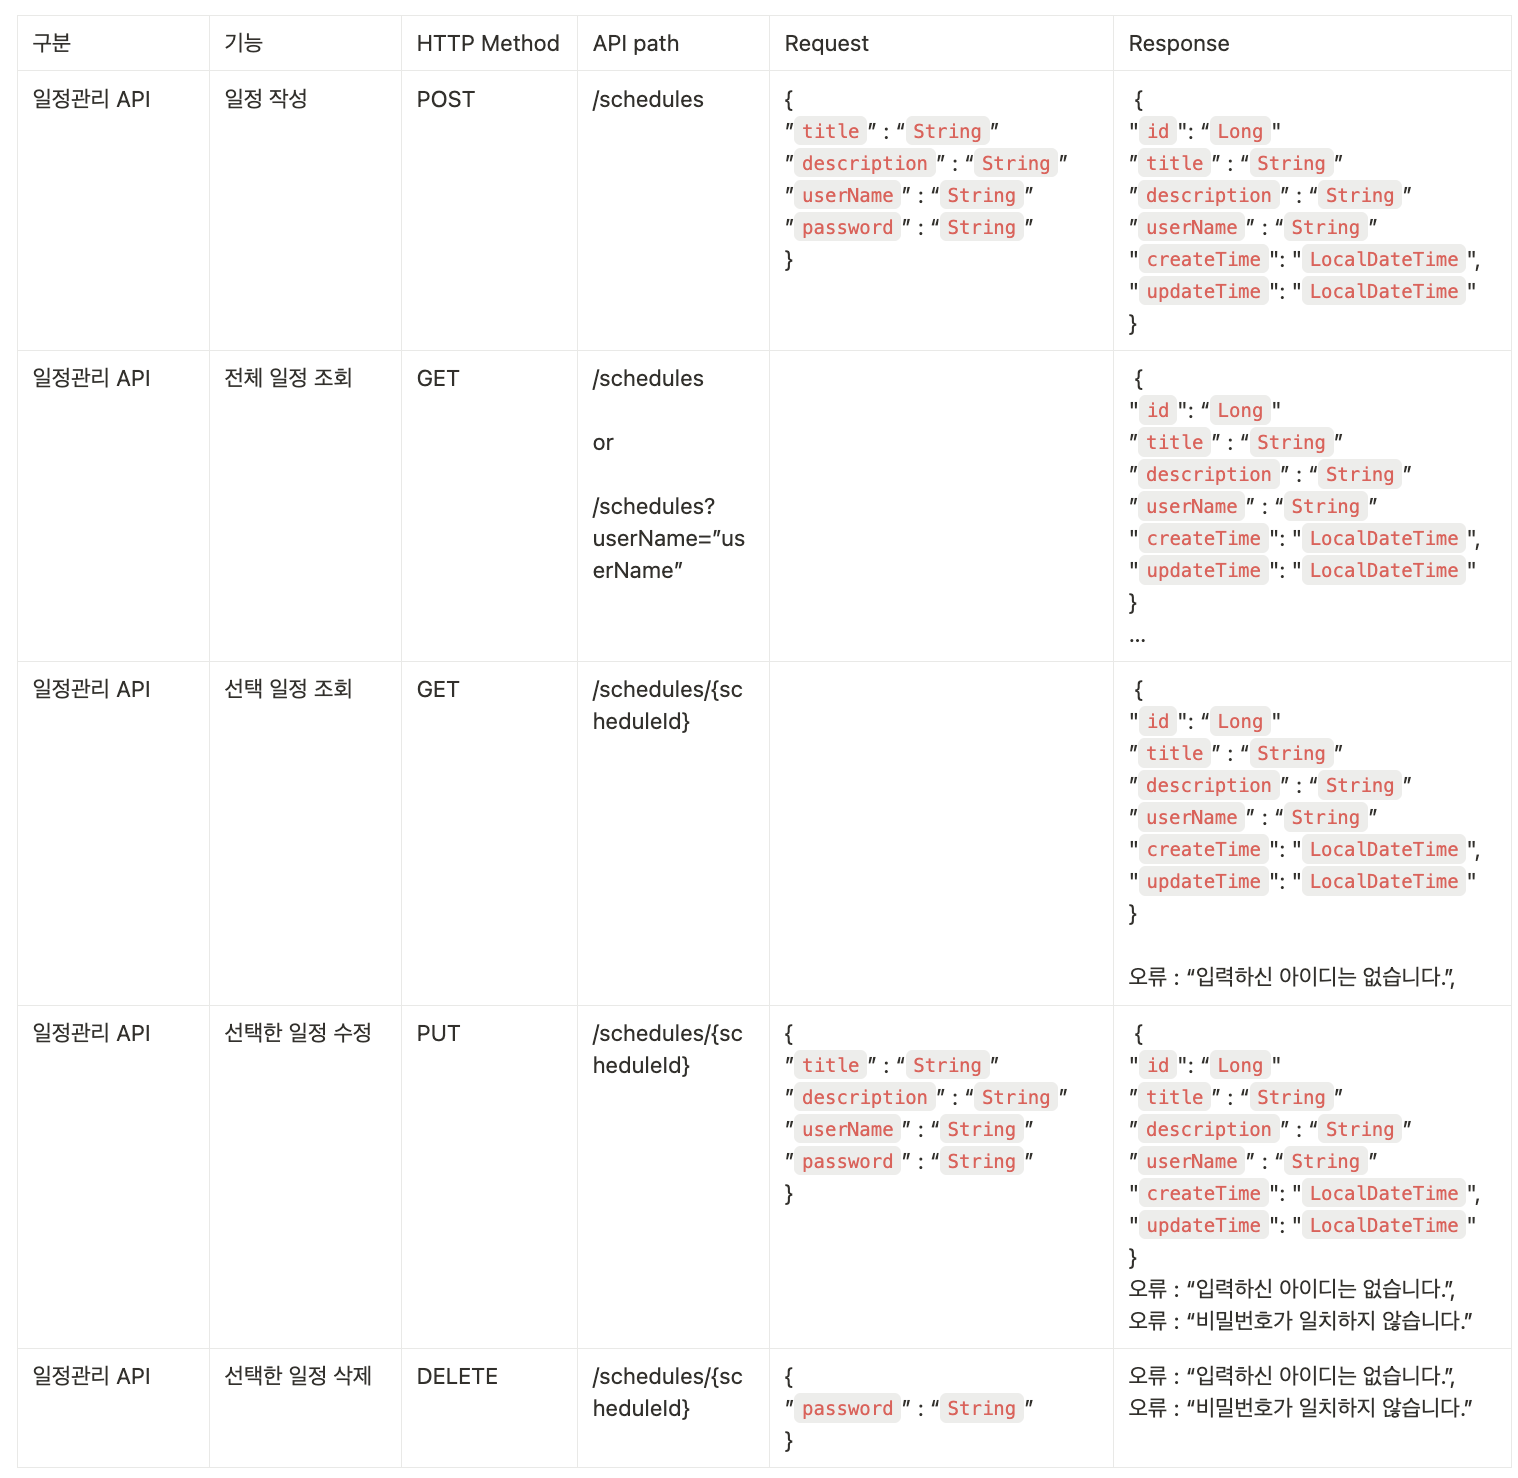 구분 기능 HTTP Method API path Request Response
일정관리 API 일정 작성 POST /schedules
{
” title ” : “ String ”
” description ” : “ String ”
” userName ” : “ String ”
” password ” : “ String ”
}
{
" id ": “ Long "
” title ” : “ String ”
” description ” : “ String ”
” userName ” : “ String ”
" createTime ": " LocalDateTime ",
" updateTime ": " LocalDateTime "
}
일정관리 API 전체 일정 조회 GET /schedules
or
/schedules?
userName=”us
erName”
{
" id ": “ Long "
” title ” : “ String ”
” description ” : “ String ”
” userName ” : “ String ”
" createTime ": " LocalDateTime ",
" updateTime ": " LocalDateTime "
}
...
일정관리 API 선택 일정 조회 GET /schedules/{sc
heduleId}
{
" id ": “ Long "
” title ” : “ String ”
” description ” : “ String ”
” userName ” : “ String ”
" createTime ": " LocalDateTime ",
" updateTime ": " LocalDateTime "
}
오류 : “입력하신 아이디는 없습니다.”,
일정관리 API 선택한 일정 수정 PUT /schedules/{sc
heduleId}
{
” title ” : “ String ”
” description ” : “ String ”
” userName ” : “ String ”
” password ” : “ String ”
}
{
" id ": “ Long "
” title ” : “ String ”
” description ” : “ String ”
” userName ” : “ String ”
" createTime ": " LocalDateTime ",
" updateTime ": " LocalDateTime "
}
오류 : “입력하신 아이디는 없습니다.”,
오류 : “비밀번호가 일치하지 않습니다.”
일정관리 API 선택한 일정 삭제 DELETE /schedules/{sc
heduleId}
{
” password ” : “ String ”
}
오류 : “입력하신 아이디는 없습니다.”,
오류 : “비밀번호가 일치하지 않습니다.”